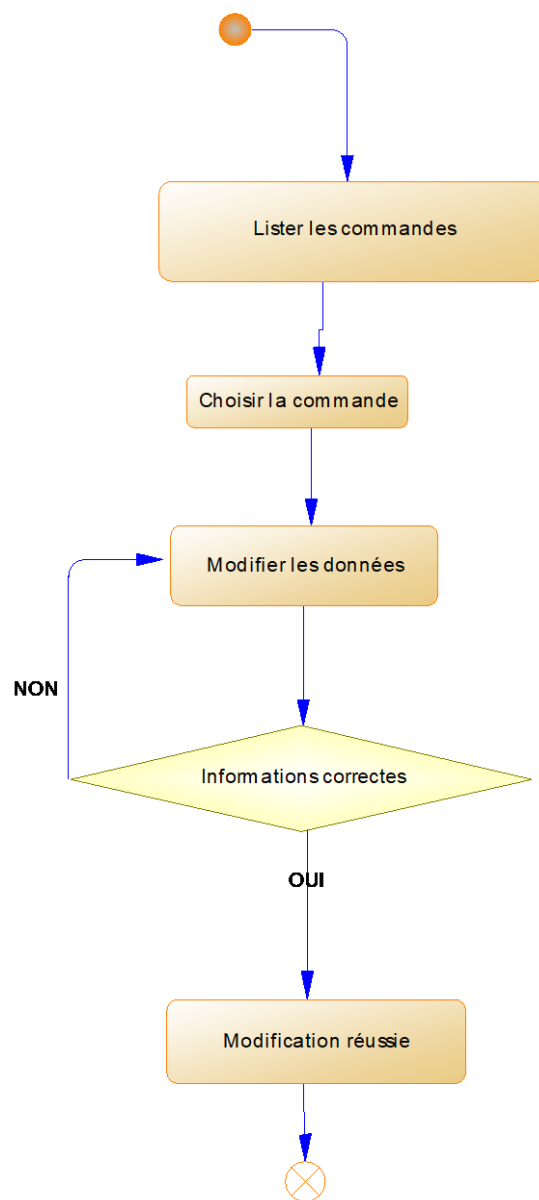 Lister les commandes
Choisir la commande
Modifier les données
NON
Informations correctes
OUI
Modification réussie